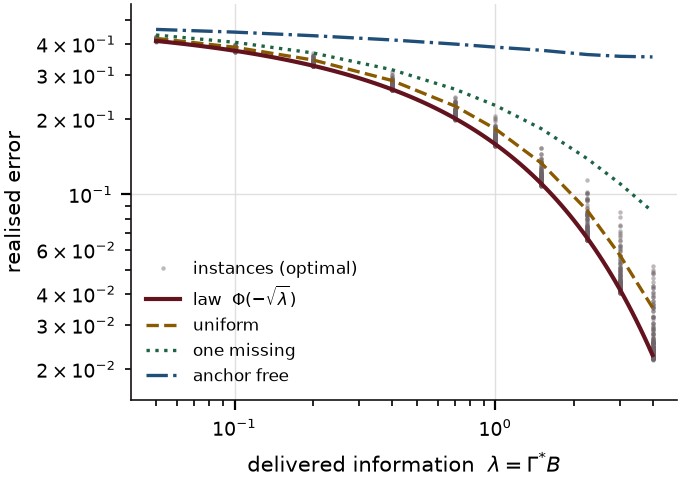 realised error
4 × 10⁻¹
3 × 10⁻¹
2 × 10⁻¹
10⁻¹
6 × 10⁻²
4 × 10⁻²
3 × 10⁻²
2 × 10⁻²
instances (optimal)
law Φ(−√λ)
uniform
one missing
anchor free
10⁻¹ 10⁰
delivered information λ = Γ*B